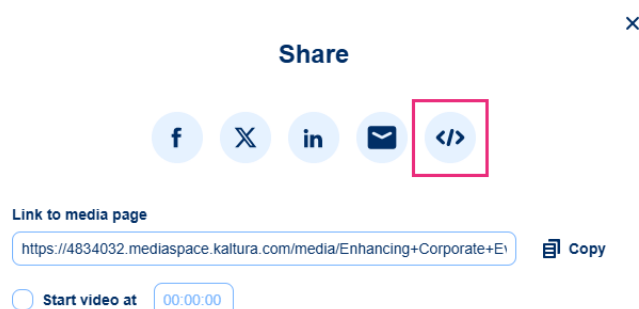 Share
f X in </>
Link to media page
https://4834032.mediaspace.kaltura.com/media/Enhancing+Corporate+E
Copy
Start video at 00:00:00